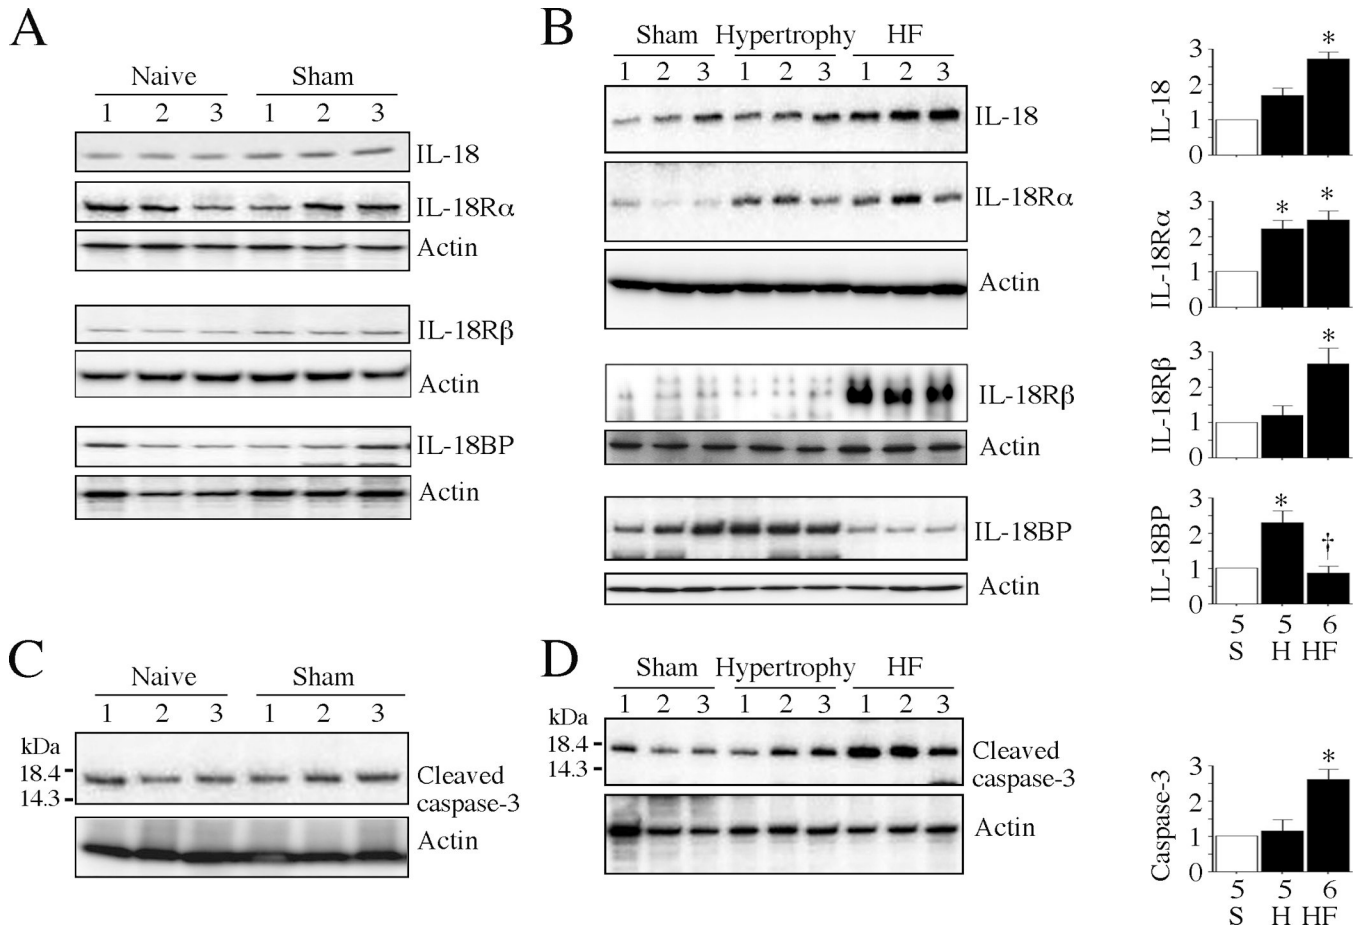 A
Naive Sham
1 2 3 1 2 3
IL-18
IL-18Rα
Actin
IL-18Rβ
Actin
IL-18BP
Actin
B
Sham Hypertrophy HF
1 2 3 1 2 3 1 2 3
IL-18
IL-18Rα
Actin
IL-18Rβ
Actin
IL-18BP
Actin
IL-18
3
2
1
0
*
IL-18Rα
3
2
1
0
* *
IL-18Rβ
3
2
1
0
*
IL-18BP
3
2
1
0
* †
5 5 6
S H HF
C
Naive Sham
1 2 3 1 2 3
kDa
18.4
14.3
Cleaved
caspase-3
Actin
D
Sham Hypertrophy HF
1 2 3 1 2 3 1 2 3
kDa
18.4
14.3
Cleaved
caspase-3
Actin
Caspase-3
3
2
1
0
*
5 5 6
S H HF